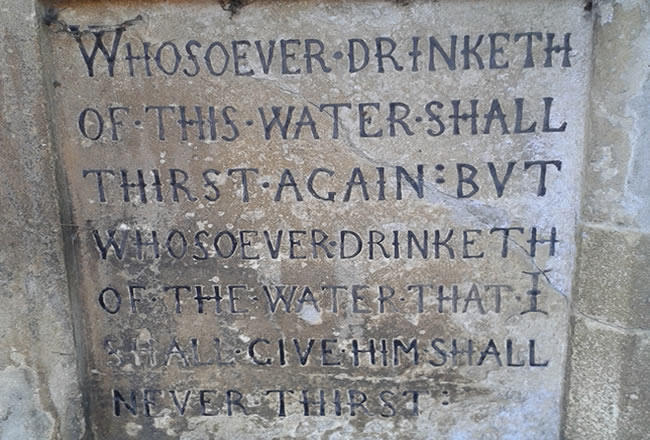 WHOSOEVER·DRINKETH
OF·THIS·WATER·SHALL
THIRST·AGAIN:BVT
WHOSOEVER·DRINKETH
OF·THE·WATER·THAT·I
SHALL·GIVE·HIM SHALL
NEVER·THIRST: